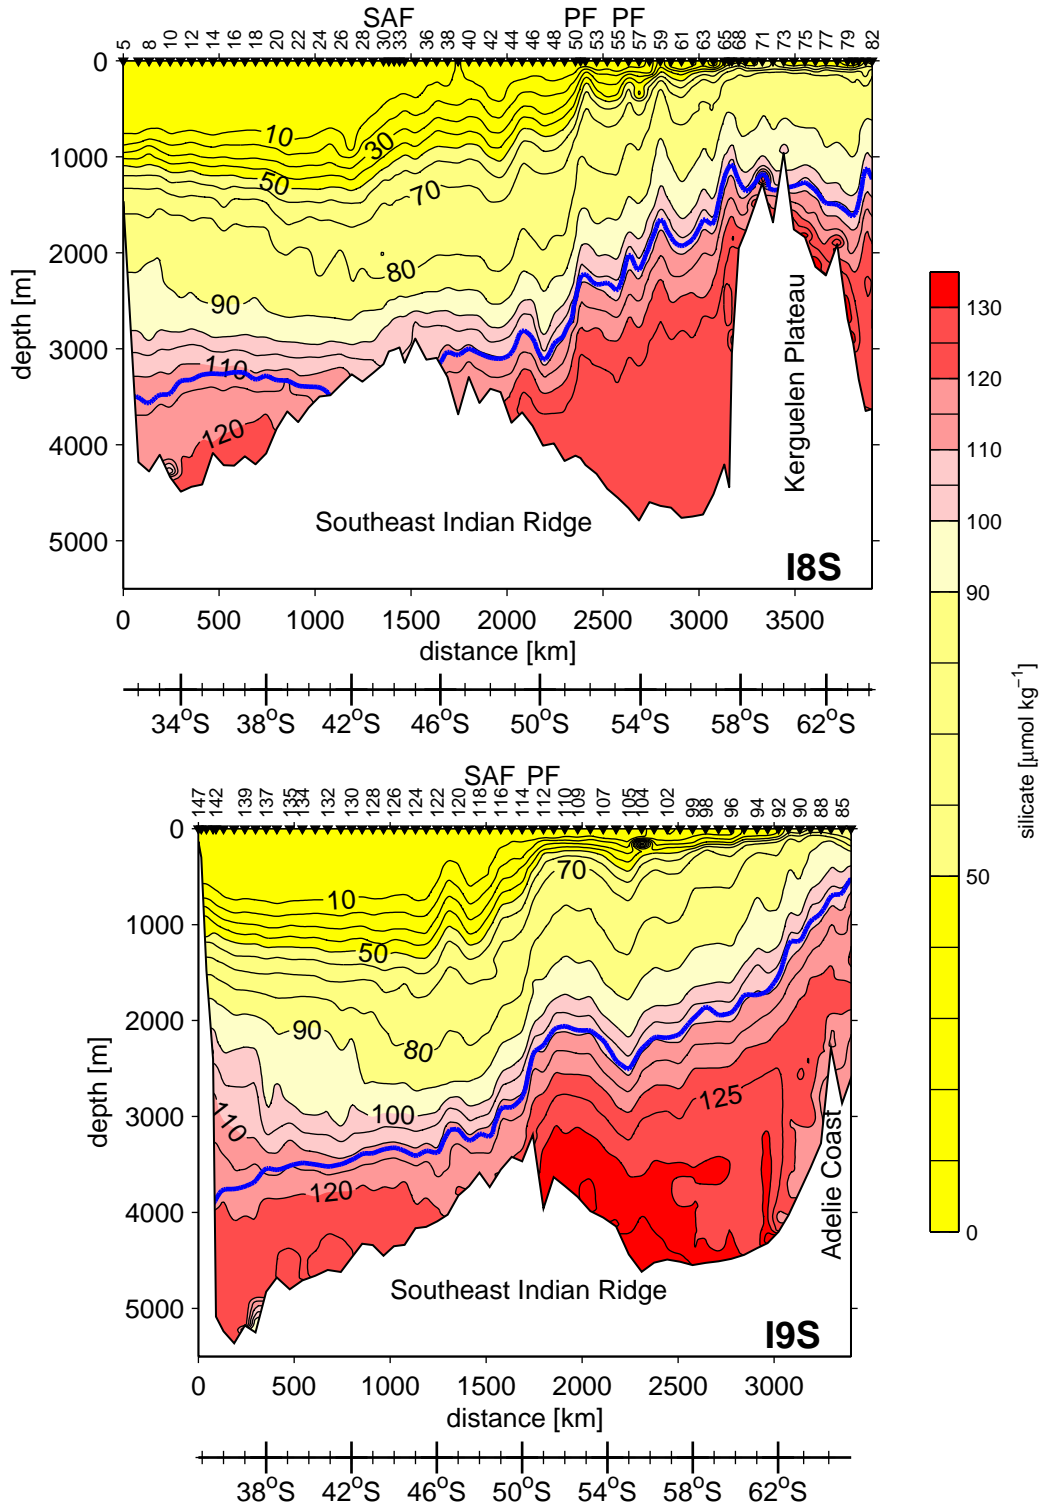 SAF PF PF
5 8 10 12 14 16 18 20 22 24 26 28 30 33 36 38 40 42 44 46 48 50 53 55 57 59 61 63 65 68 71 73 75 77 79 82
0
1000
2000
3000
4000
5000
depth [m]
10
30
50
70
80
90
110
120
Kerguelen Plateau
Southeast Indian Ridge
I8S
0 500 1000 1500 2000 2500 3000 3500
distance [km]
34°S 38°S 42°S 46°S 50°S 54°S 58°S 62°S
130
120
110
100
90
50
0
silicate [µmol kg−1]
SAF PF
147 142 139 137 135 134 132 130 128 126 124 122 120 118 116 114 112 110 109 107 105 104 102 99 98 96 94 92 90 88 85
0
1000
2000
3000
4000
5000
depth [m]
10
70
50
90
80
125
100
110
120
Adelie Coast
Southeast Indian Ridge
I9S
0 500 1000 1500 2000 2500 3000
distance [km]
38°S 42°S 46°S 50°S 54°S 58°S 62°S